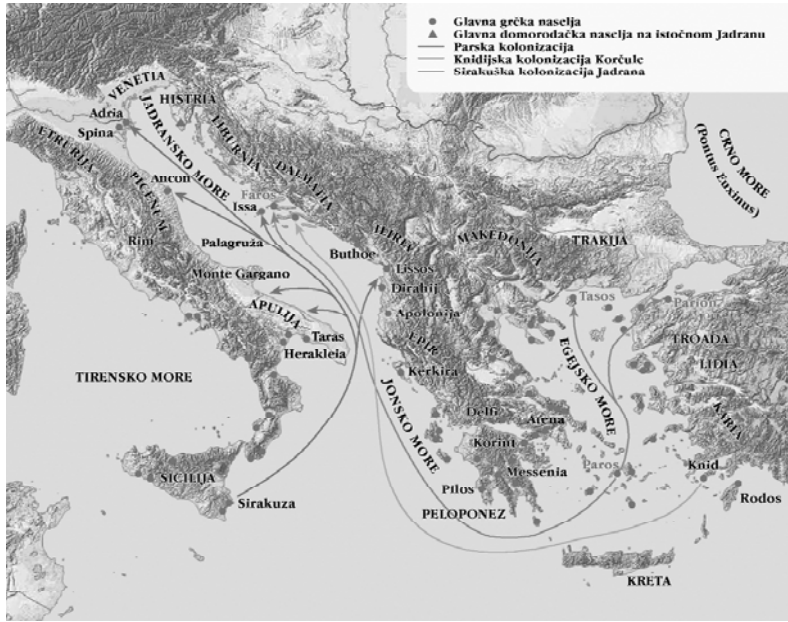 Glavna grčka naselja
Glavna domorodačka naselja na istočnom Jadranu
Parska kolonizacija
Knidijska kolonizacija Korčule
Sirakuška kolonizacija Jadrana
VENETIA
HISTRIA
Adria
Spina
JADRANSKO MORE
LIBURNIA
DALMATIA
ETRURIJA
PICENUM
Ancon
Faros
Issa
CRNO MORE
(Pontus Euxinus)
Rim
Palagruža
Buthoe
ILIRIA
MAKEDONIJA
TRAKIJA
Monte Gargano
Lissos
Dirahij
Tasos
Parion
APULIJA
Apolonija
Taras
Herakleia
EPIR
TROADA
TIRENSKO MORE
Kerkira
EGEJSKO MORE
LIDIA
JONSKO MORE
Delfi
Atena
KARIA
Korint
SICILIJA
Messenia
Paros
Knid
Sirakuza
Pilos
Rodos
PELOPONEZ
KRETA